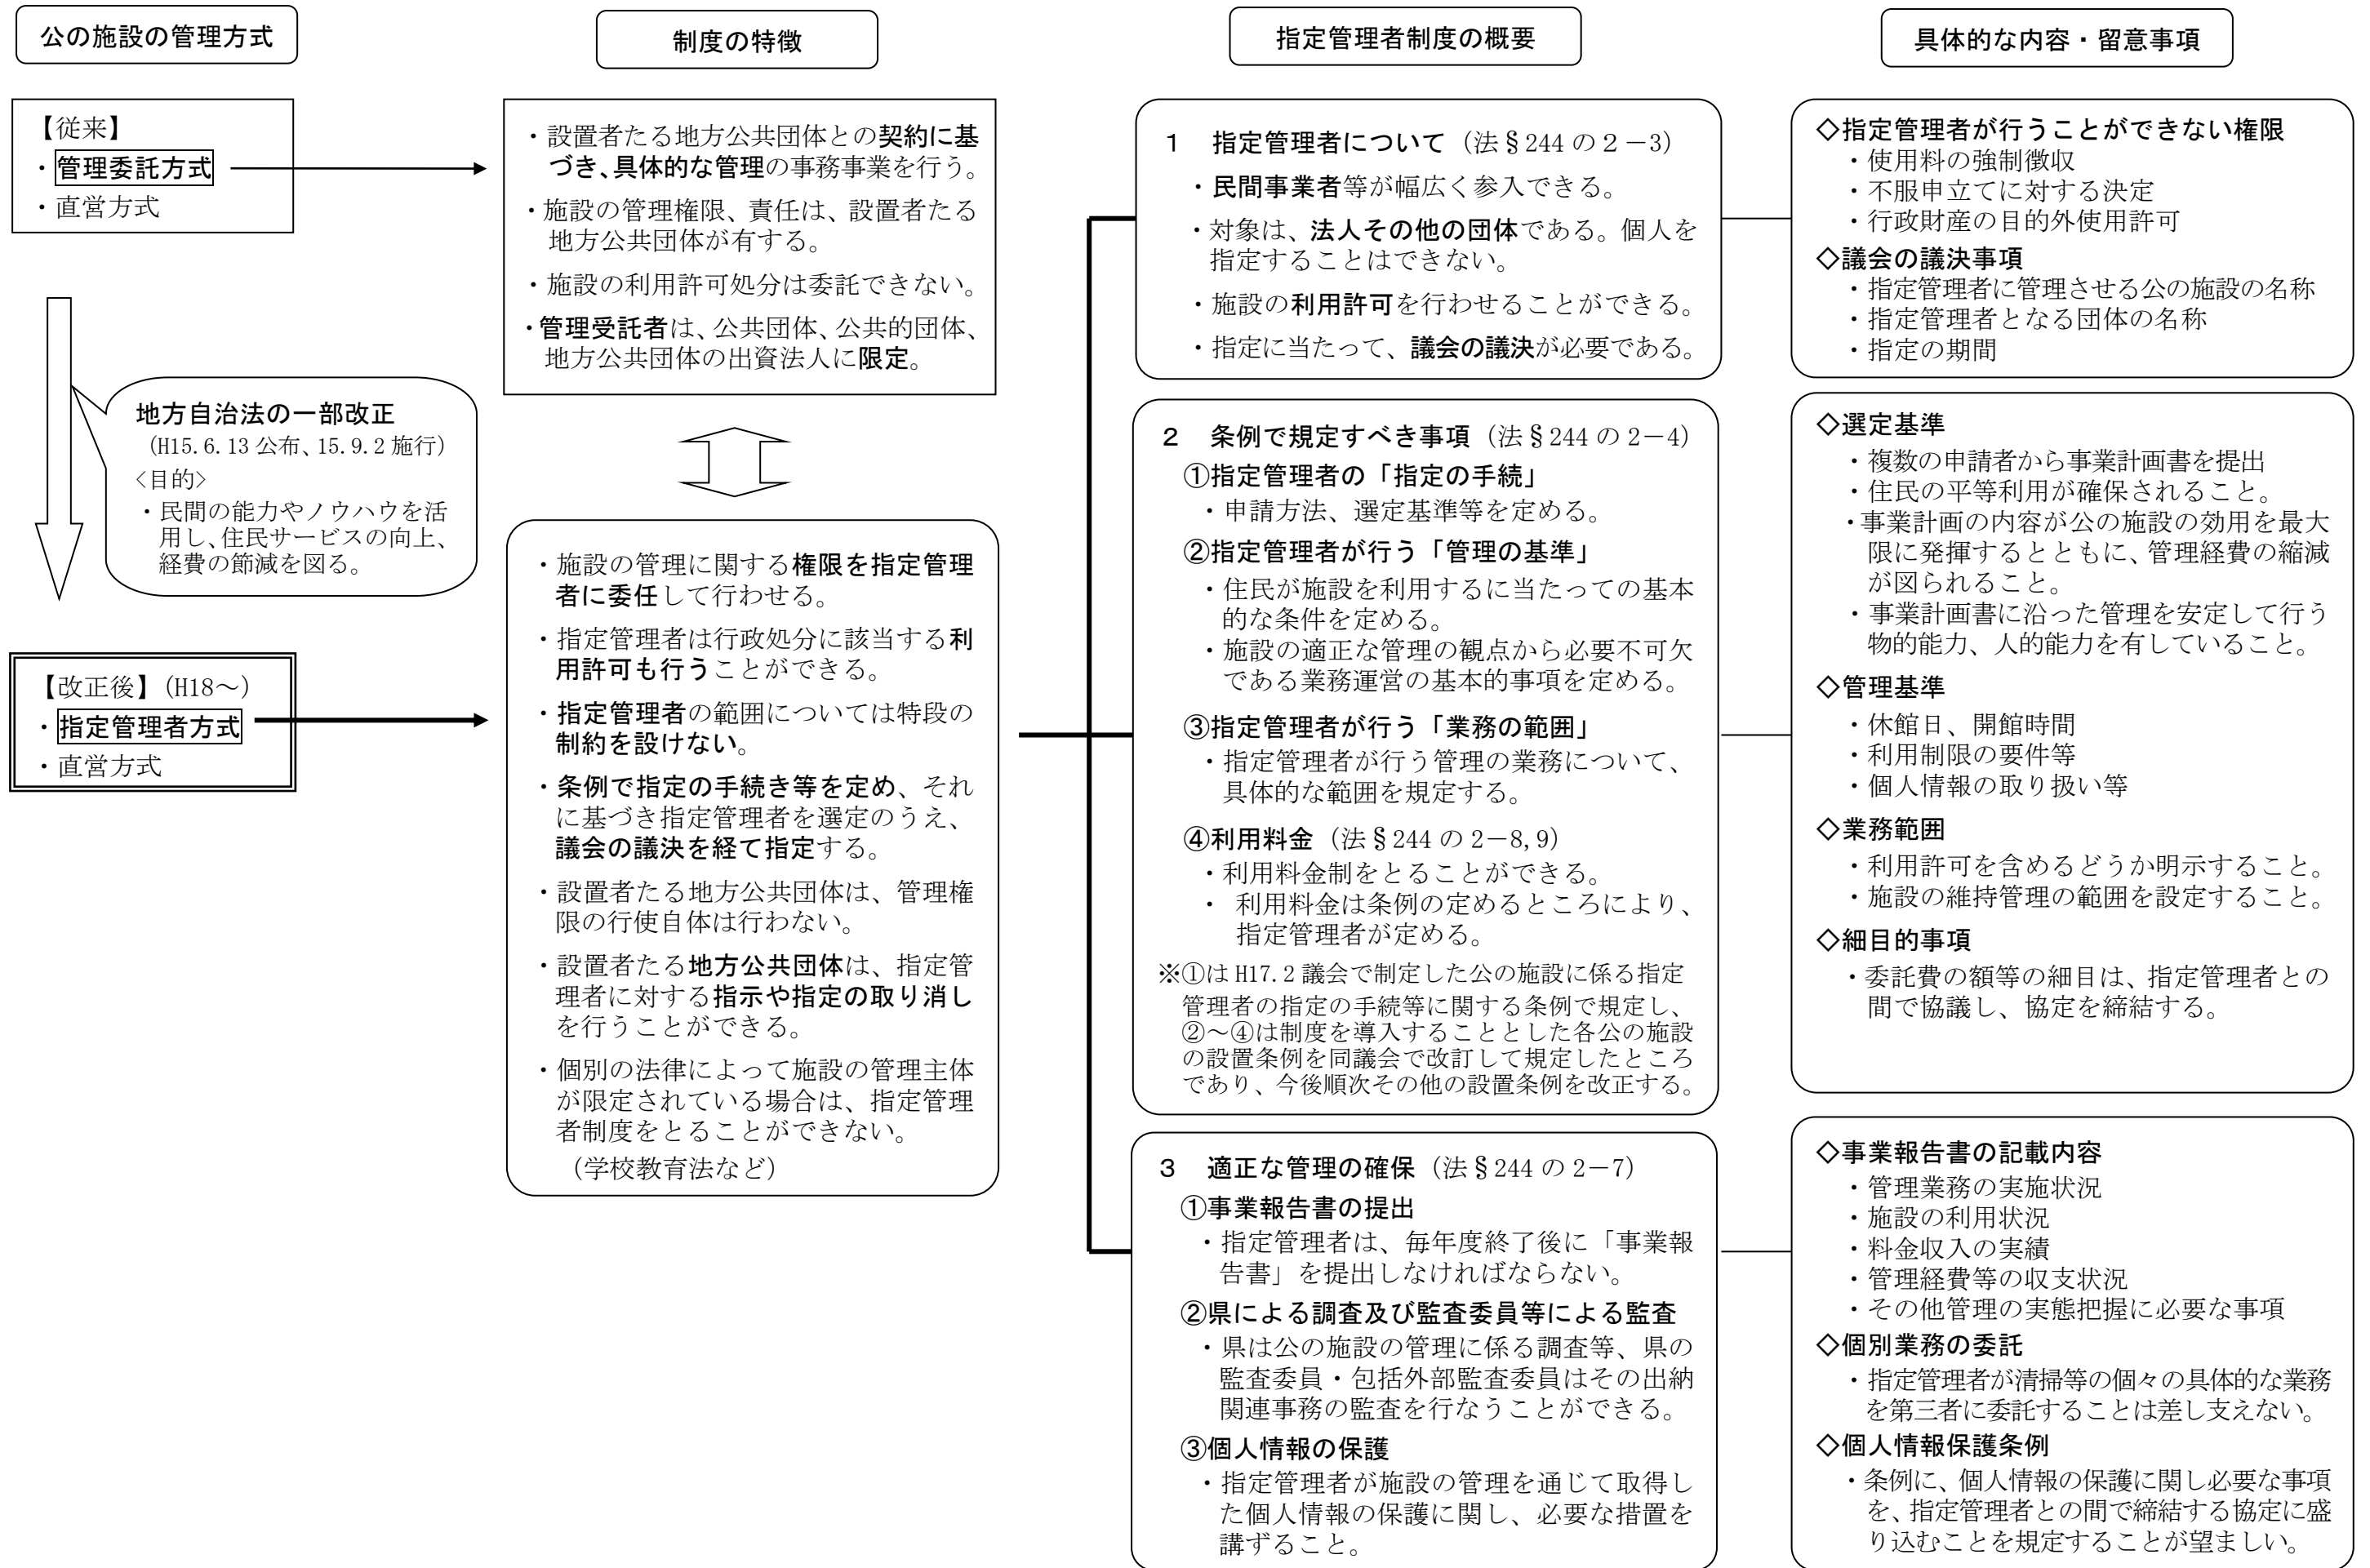 公の施設の管理方式
制度の特徴
指定管理者制度の概要
具体的な内容・留意事項
【従来】
・管理委託方式
・直営方式
地方自治法の一部改正
（H15.6.13 公布、15.9.2 施行）
<目的>
・民間の能力やノウハウを活
用し、住民サービスの向上、
経費の節減を図る。
【改正後】（H18～）
・指定管理者方式
・直営方式
・設置者たる地方公共団体との契約に基
づき、具体的な管理の事務事業を行う。
・施設の管理権限、責任は、設置者たる
地方公共団体が有する。
・施設の利用許可処分は委託できない。
・管理受託者は、公共団体、公共的団体、
地方公共団体の出資法人に限定。
・施設の管理に関する権限を指定管理
者に委任して行わせる。
・指定管理者は行政処分に該当する利
用許可も行うことができる。
・指定管理者の範囲については特段の
制約を設けない。
・条例で指定の手続き等を定め、それ
に基づき指定管理者を選定のうえ、
議会の議決を経て指定する。
・設置者たる地方公共団体は、管理権
限の行使自体は行わない。
・設置者たる地方公共団体は、指定管
理者に対する指示や指定の取り消し
を行うことができる。
・個別の法律によって施設の管理主体
が限定されている場合は、指定管理
者制度をとることができない。
（学校教育法など）
１　指定管理者について（法§244 の２－3）
・民間事業者等が幅広く参入できる。
・対象は、法人その他の団体である。個人を
指定することはできない。
・施設の利用許可を行わせることができる。
・指定に当たって、議会の議決が必要である。
２　条例で規定すべき事項（法§244 の 2－4）
①指定管理者の「指定の手続」
・申請方法、選定基準等を定める。
②指定管理者が行う「管理の基準」
・住民が施設を利用するに当たっての基本
的な条件を定める。
・施設の適正な管理の観点から必要不可欠
である業務運営の基本的事項を定める。
③指定管理者が行う「業務の範囲」
・指定管理者が行う管理の業務について、
具体的な範囲を規定する。
④利用料金（法§244 の 2－8,9）
・利用料金制をとることができる。
・ 利用料金は条例の定めるところにより、
指定管理者が定める。
※①は H17.2 議会で制定した公の施設に係る指定
管理者の指定の手続等に関する条例で規定し、
②～④は制度を導入することとした各公の施設
の設置条例を同議会で改訂して規定したところ
であり、今後順次その他の設置条例を改正する。
３　適正な管理の確保（法§244 の 2－7）
①事業報告書の提出
・指定管理者は、毎年度終了後に「事業報
告書」を提出しなければならない。
②県による調査及び監査委員等による監査
・県は公の施設の管理に係る調査等、県の
監査委員・包括外部監査委員はその出納
関連事務の監査を行なうことができる。
③個人情報の保護
・指定管理者が施設の管理を通じて取得し
た個人情報の保護に関し、必要な措置を
講ずること。
◇指定管理者が行うことができない権限
・使用料の強制徴収
・不服申立てに対する決定
・行政財産の目的外使用許可
◇議会の議決事項
・指定管理者に管理させる公の施設の名称
・指定管理者となる団体の名称
・指定の期間
◇選定基準
・複数の申請者から事業計画書を提出
・住民の平等利用が確保されること。
・事業計画の内容が公の施設の効用を最大
限に発揮するとともに、管理経費の縮減
が図られること。
・事業計画書に沿った管理を安定して行う
物的能力、人的能力を有していること。
◇管理基準
・休館日、開館時間
・利用制限の要件等
・個人情報の取り扱い等
◇業務範囲
・利用許可を含めるどうか明示すること。
・施設の維持管理の範囲を設定すること。
◇細目的事項
・委託費の額等の細目は、指定管理者との
間で協議し、協定を締結する。
◇事業報告書の記載内容
・管理業務の実施状況
・施設の利用状況
・料金収入の実績
・管理経費等の収支状況
・その他管理の実態把握に必要な事項
◇個別業務の委託
・指定管理者が清掃等の個々の具体的な業務
を第三者に委託することは差し支えない。
◇個人情報保護条例
・条例に、個人情報の保護に関し必要な事項
を、指定管理者との間で締結する協定に盛
り込むことを規定することが望ましい。